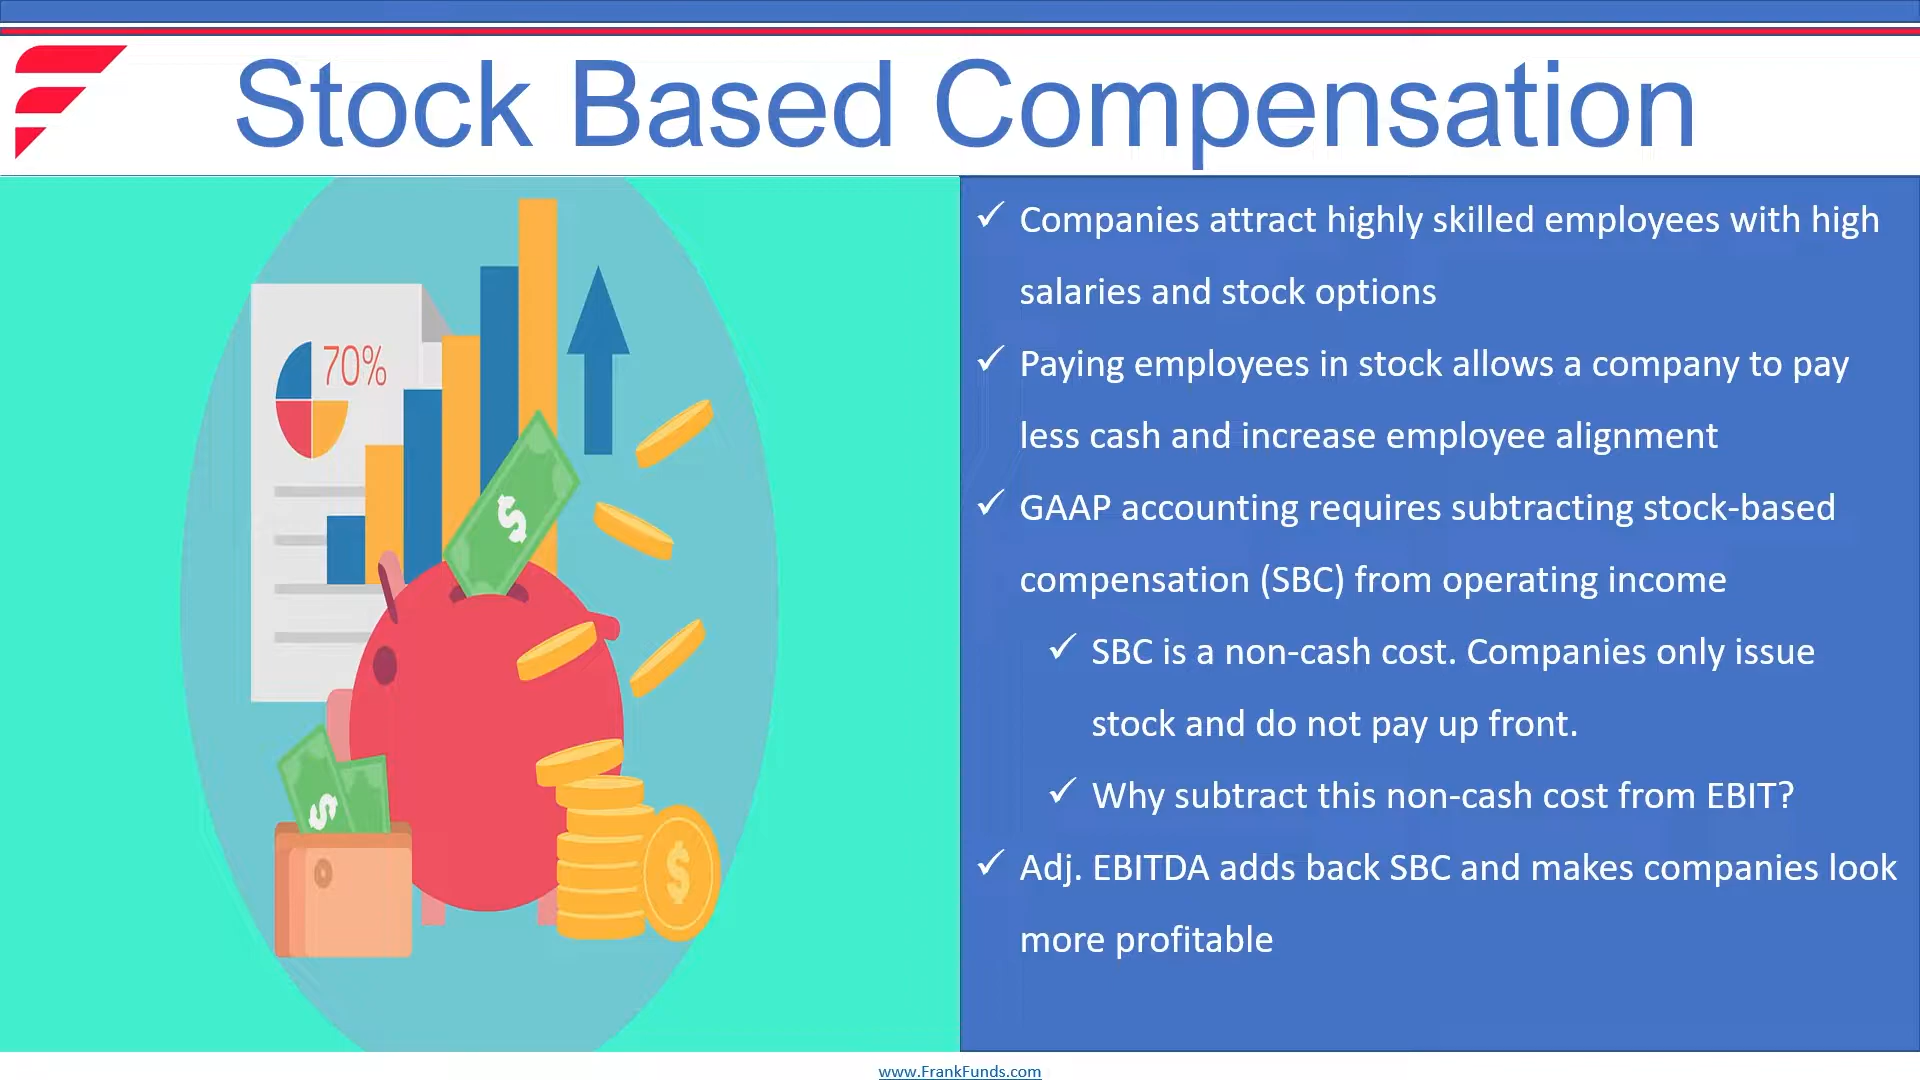 Stock Based Compensation
70%
$
$
$
✓ Companies attract highly skilled employees with high
salaries and stock options
✓ Paying employees in stock allows a company to pay
less cash and increase employee alignment
✓ GAAP accounting requires subtracting stock-based
compensation (SBC) from operating income
✓ SBC is a non-cash cost. Companies only issue
stock and do not pay up front.
✓ Why subtract this non-cash cost from EBIT?
✓ Adj. EBITDA adds back SBC and makes companies look
more profitable
www.FrankFunds.com